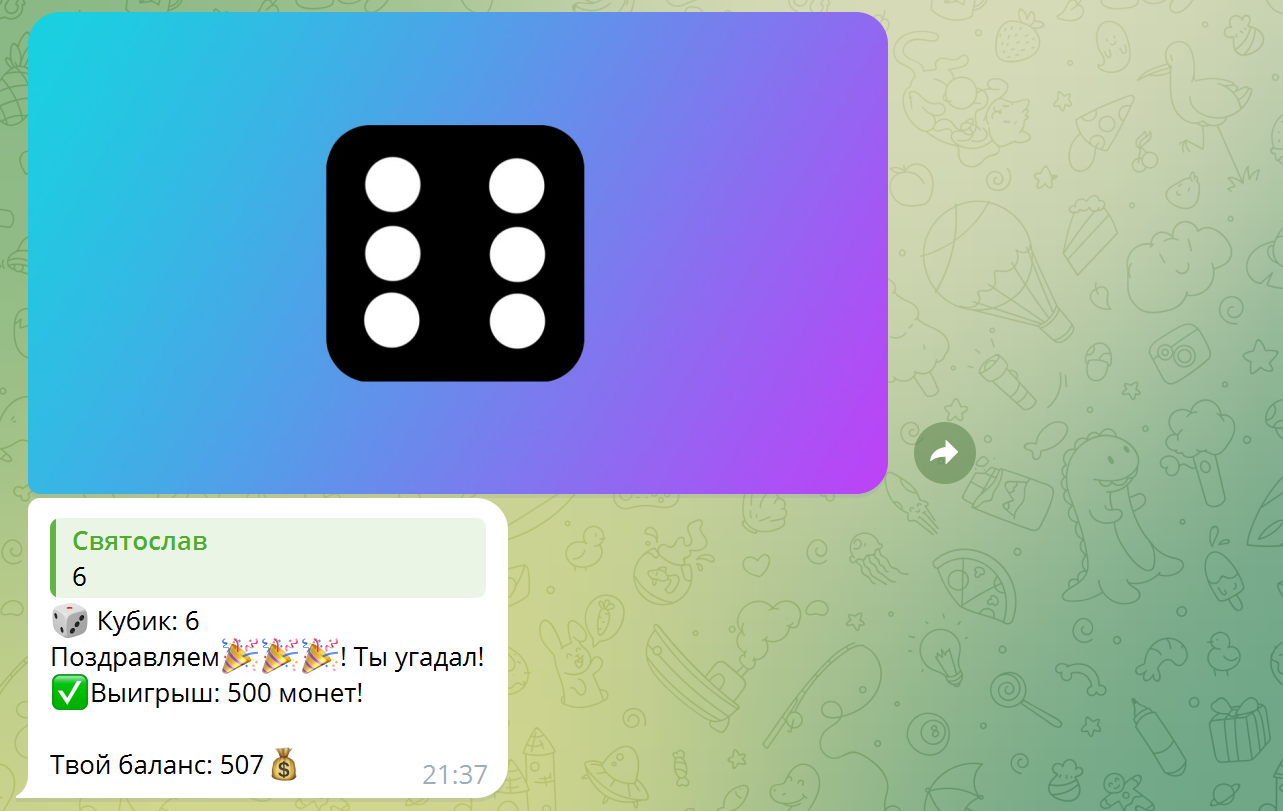 Святослав
6
🎲 Кубик: 6
Поздравляем🎉🎉🎉! Ты угадал!
✅Выигрыш: 500 монет!
Твой баланс: 507💰
21:37